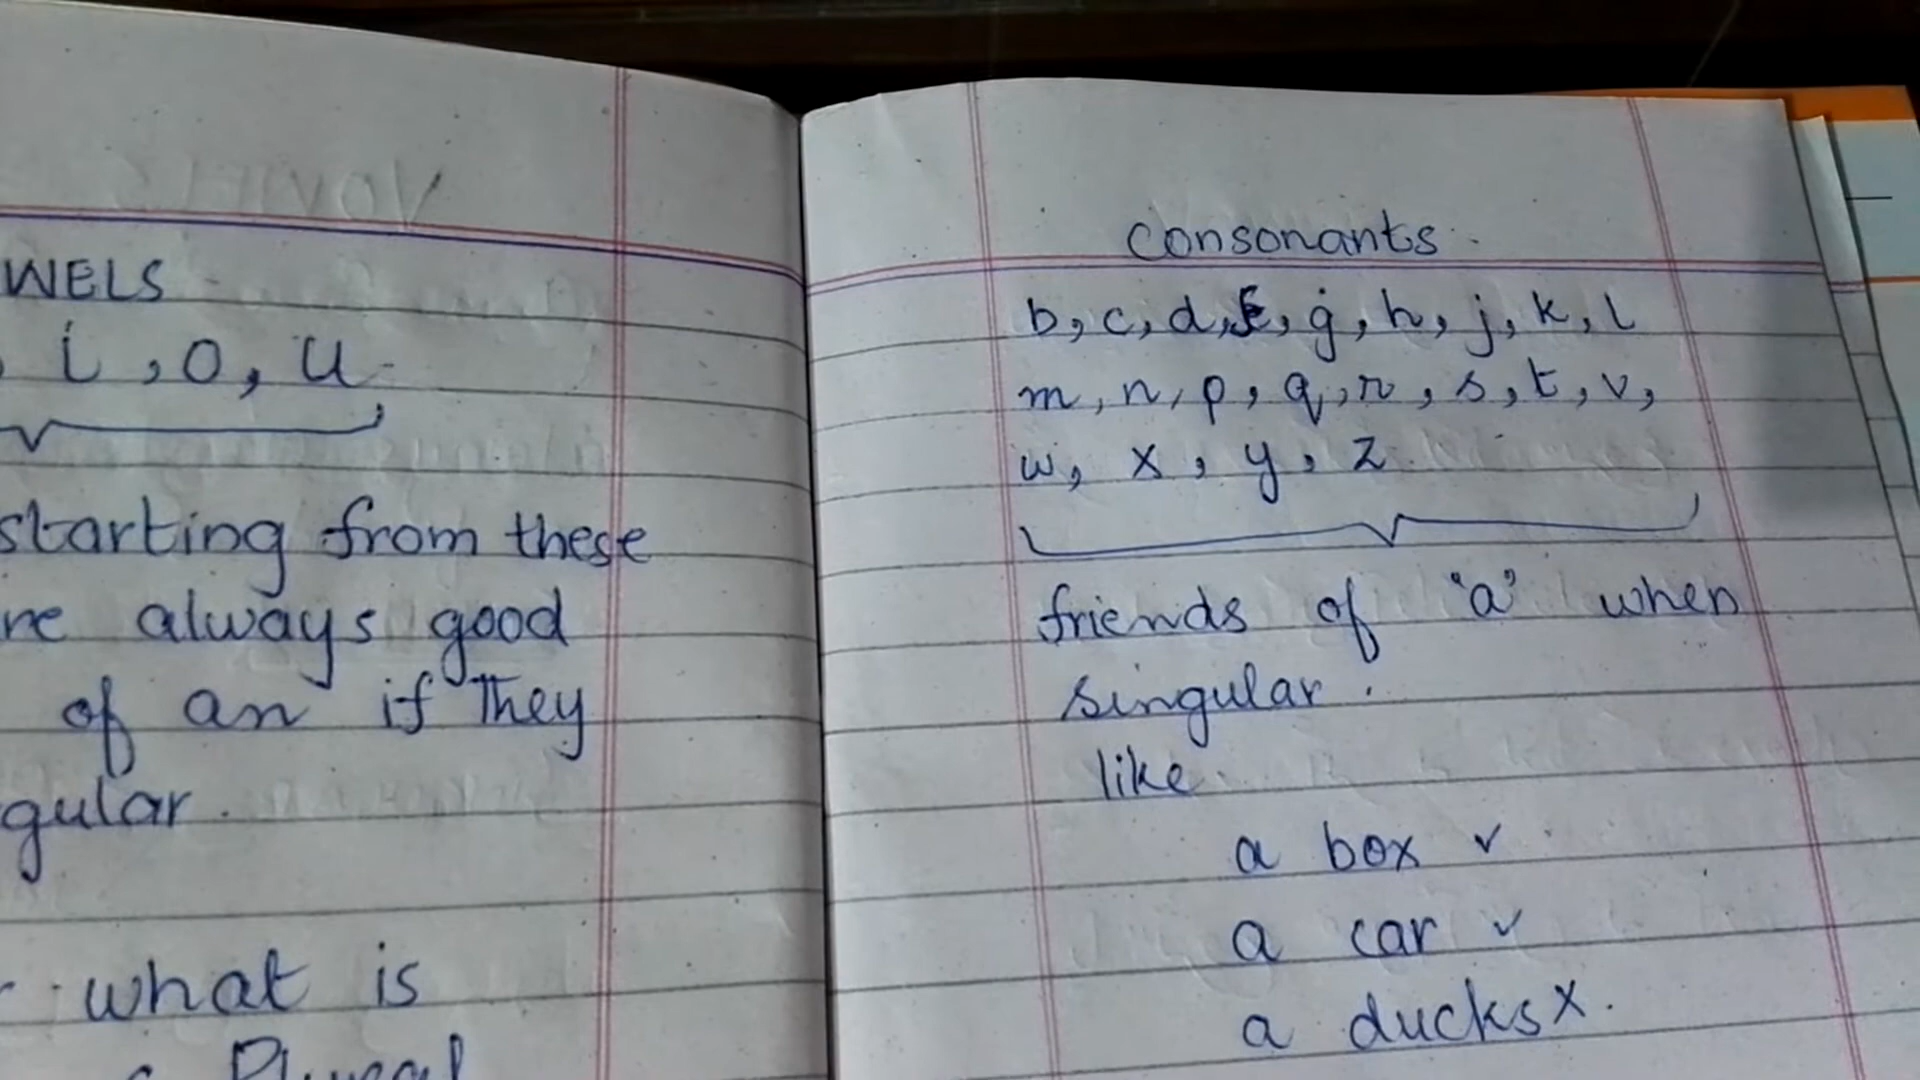 WELS
i, o, u
starting from these
re always good
of an if They
gular.
what is
Plural
Consonants
b, c, d, f, g, h, j, k, l
m, n, p, q, r, s, t, v,
w, x, y, z
friends of 'a' when
singular.
like
a box ✓
a car ✓
a ducks x.